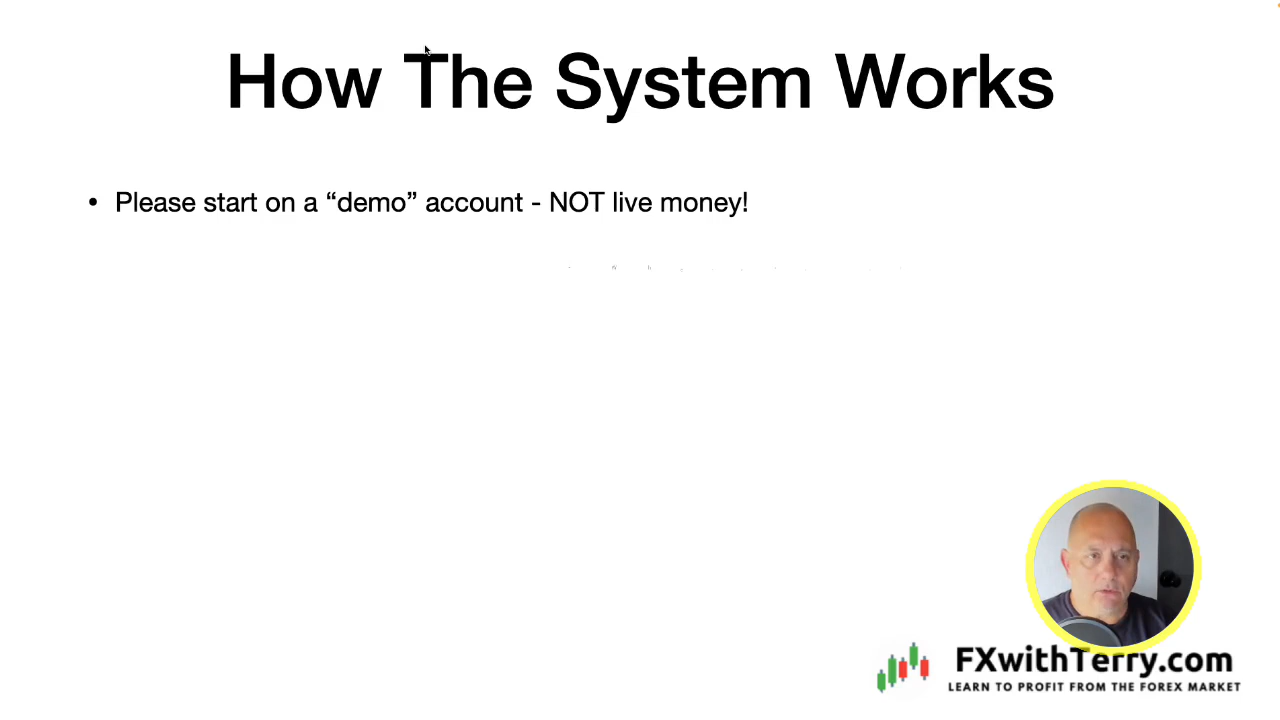 How The System Works
• Please start on a “demo” account - NOT live money!
FXwithTerry.com
LEARN TO PROFIT FROM THE FOREX MARKET